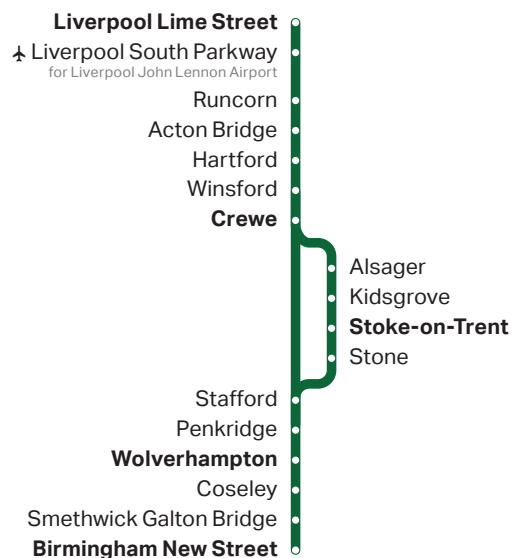 Liverpool Lime Street
Liverpool South Parkway
for Liverpool John Lennon Airport
Runcorn
Acton Bridge
Hartford
Winsford
Crewe
Alsager
Kidsgrove
Stoke-on-Trent
Stone
Stafford
Penkridge
Wolverhampton
Coseley
Smethwick Galton Bridge
Birmingham New Street